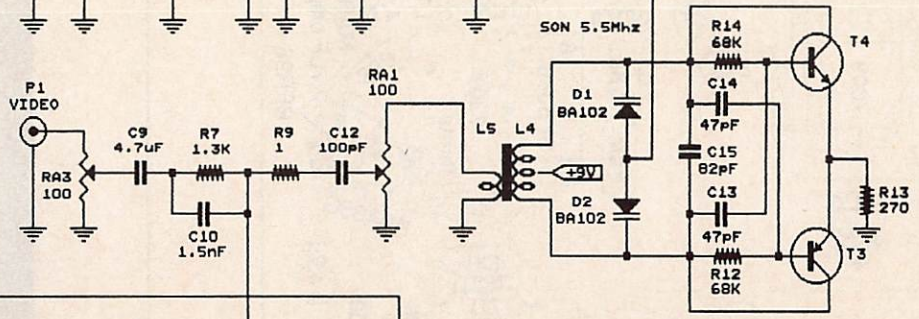 SON 5.5Mhz
P1
VIDEO
RA3
100
C9
4.7uF
R7
1.3K
C10
1.5nF
R9
1
C12
100pF
RA1
100
L5 L4
+9V
D1
BA102
D2
BA102
R14
68K
C14
47pF
C15
82pF
C13
47pF
R12
68K
T4
T3
R13
270